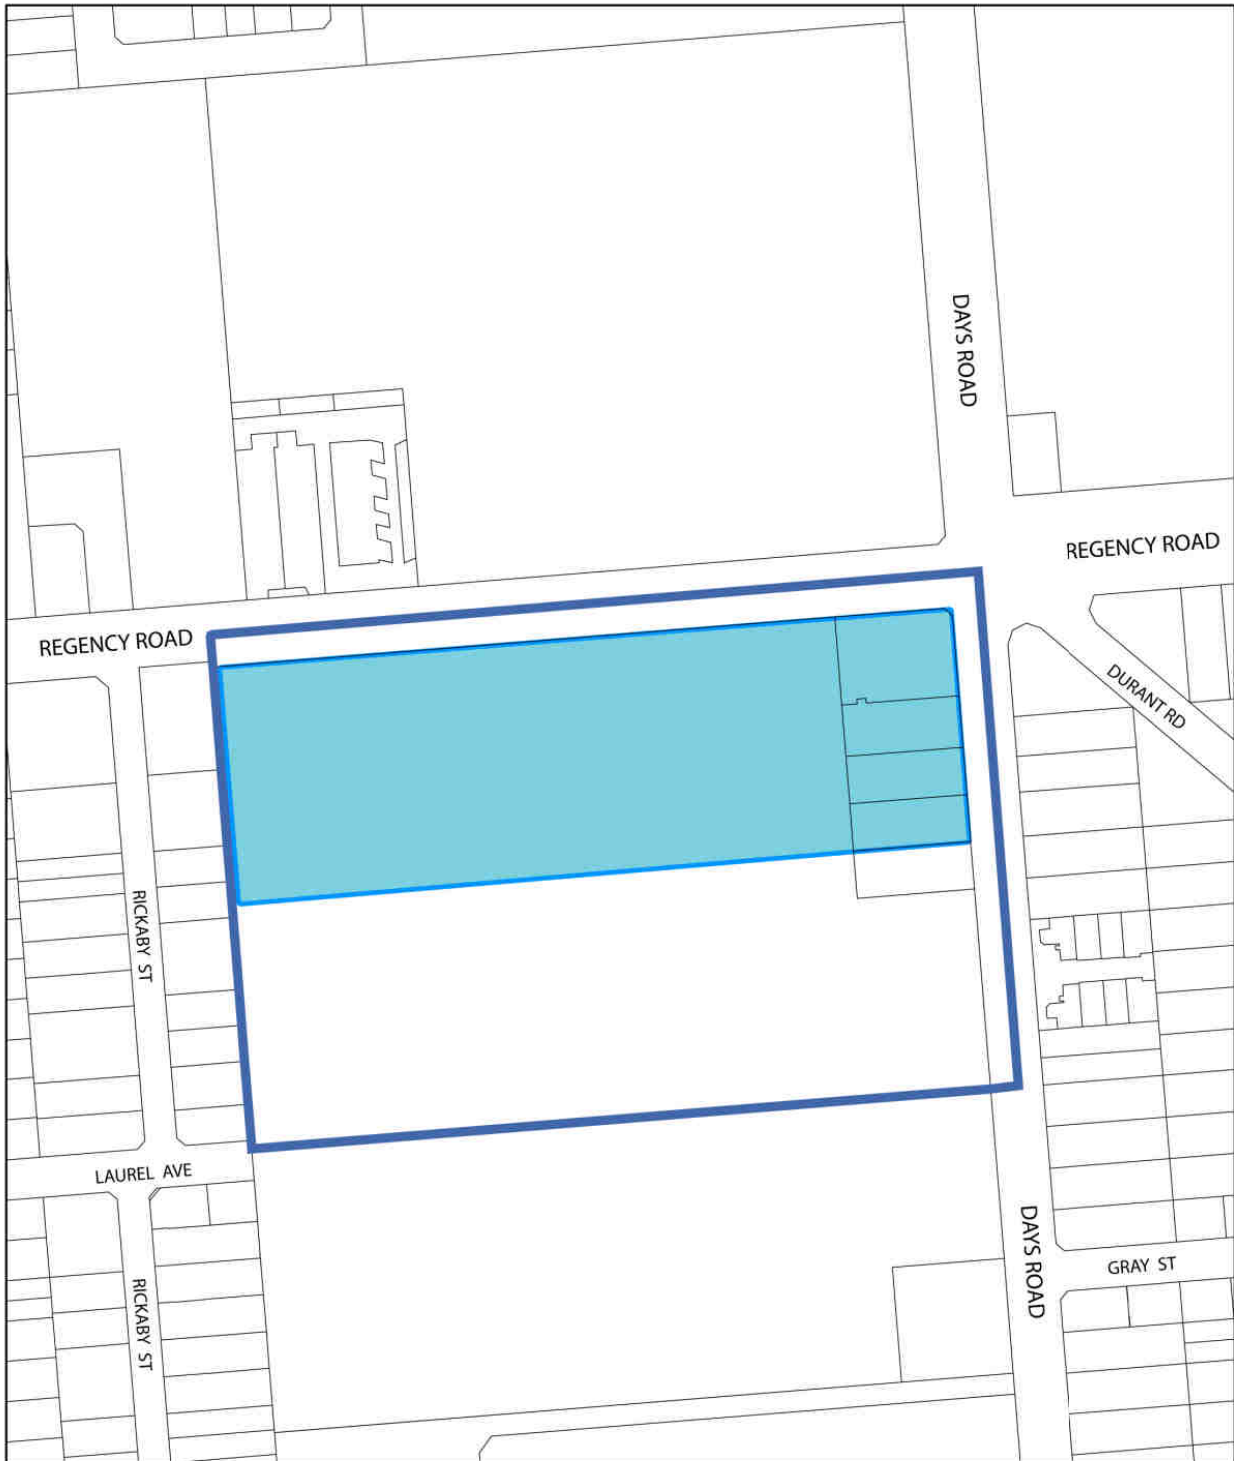 DAYS ROAD
REGENCY ROAD
REGENCY ROAD
DURANT RD
RICKABY ST
LAUREL AVE
DAYS ROAD
GRAY ST
RICKABY ST